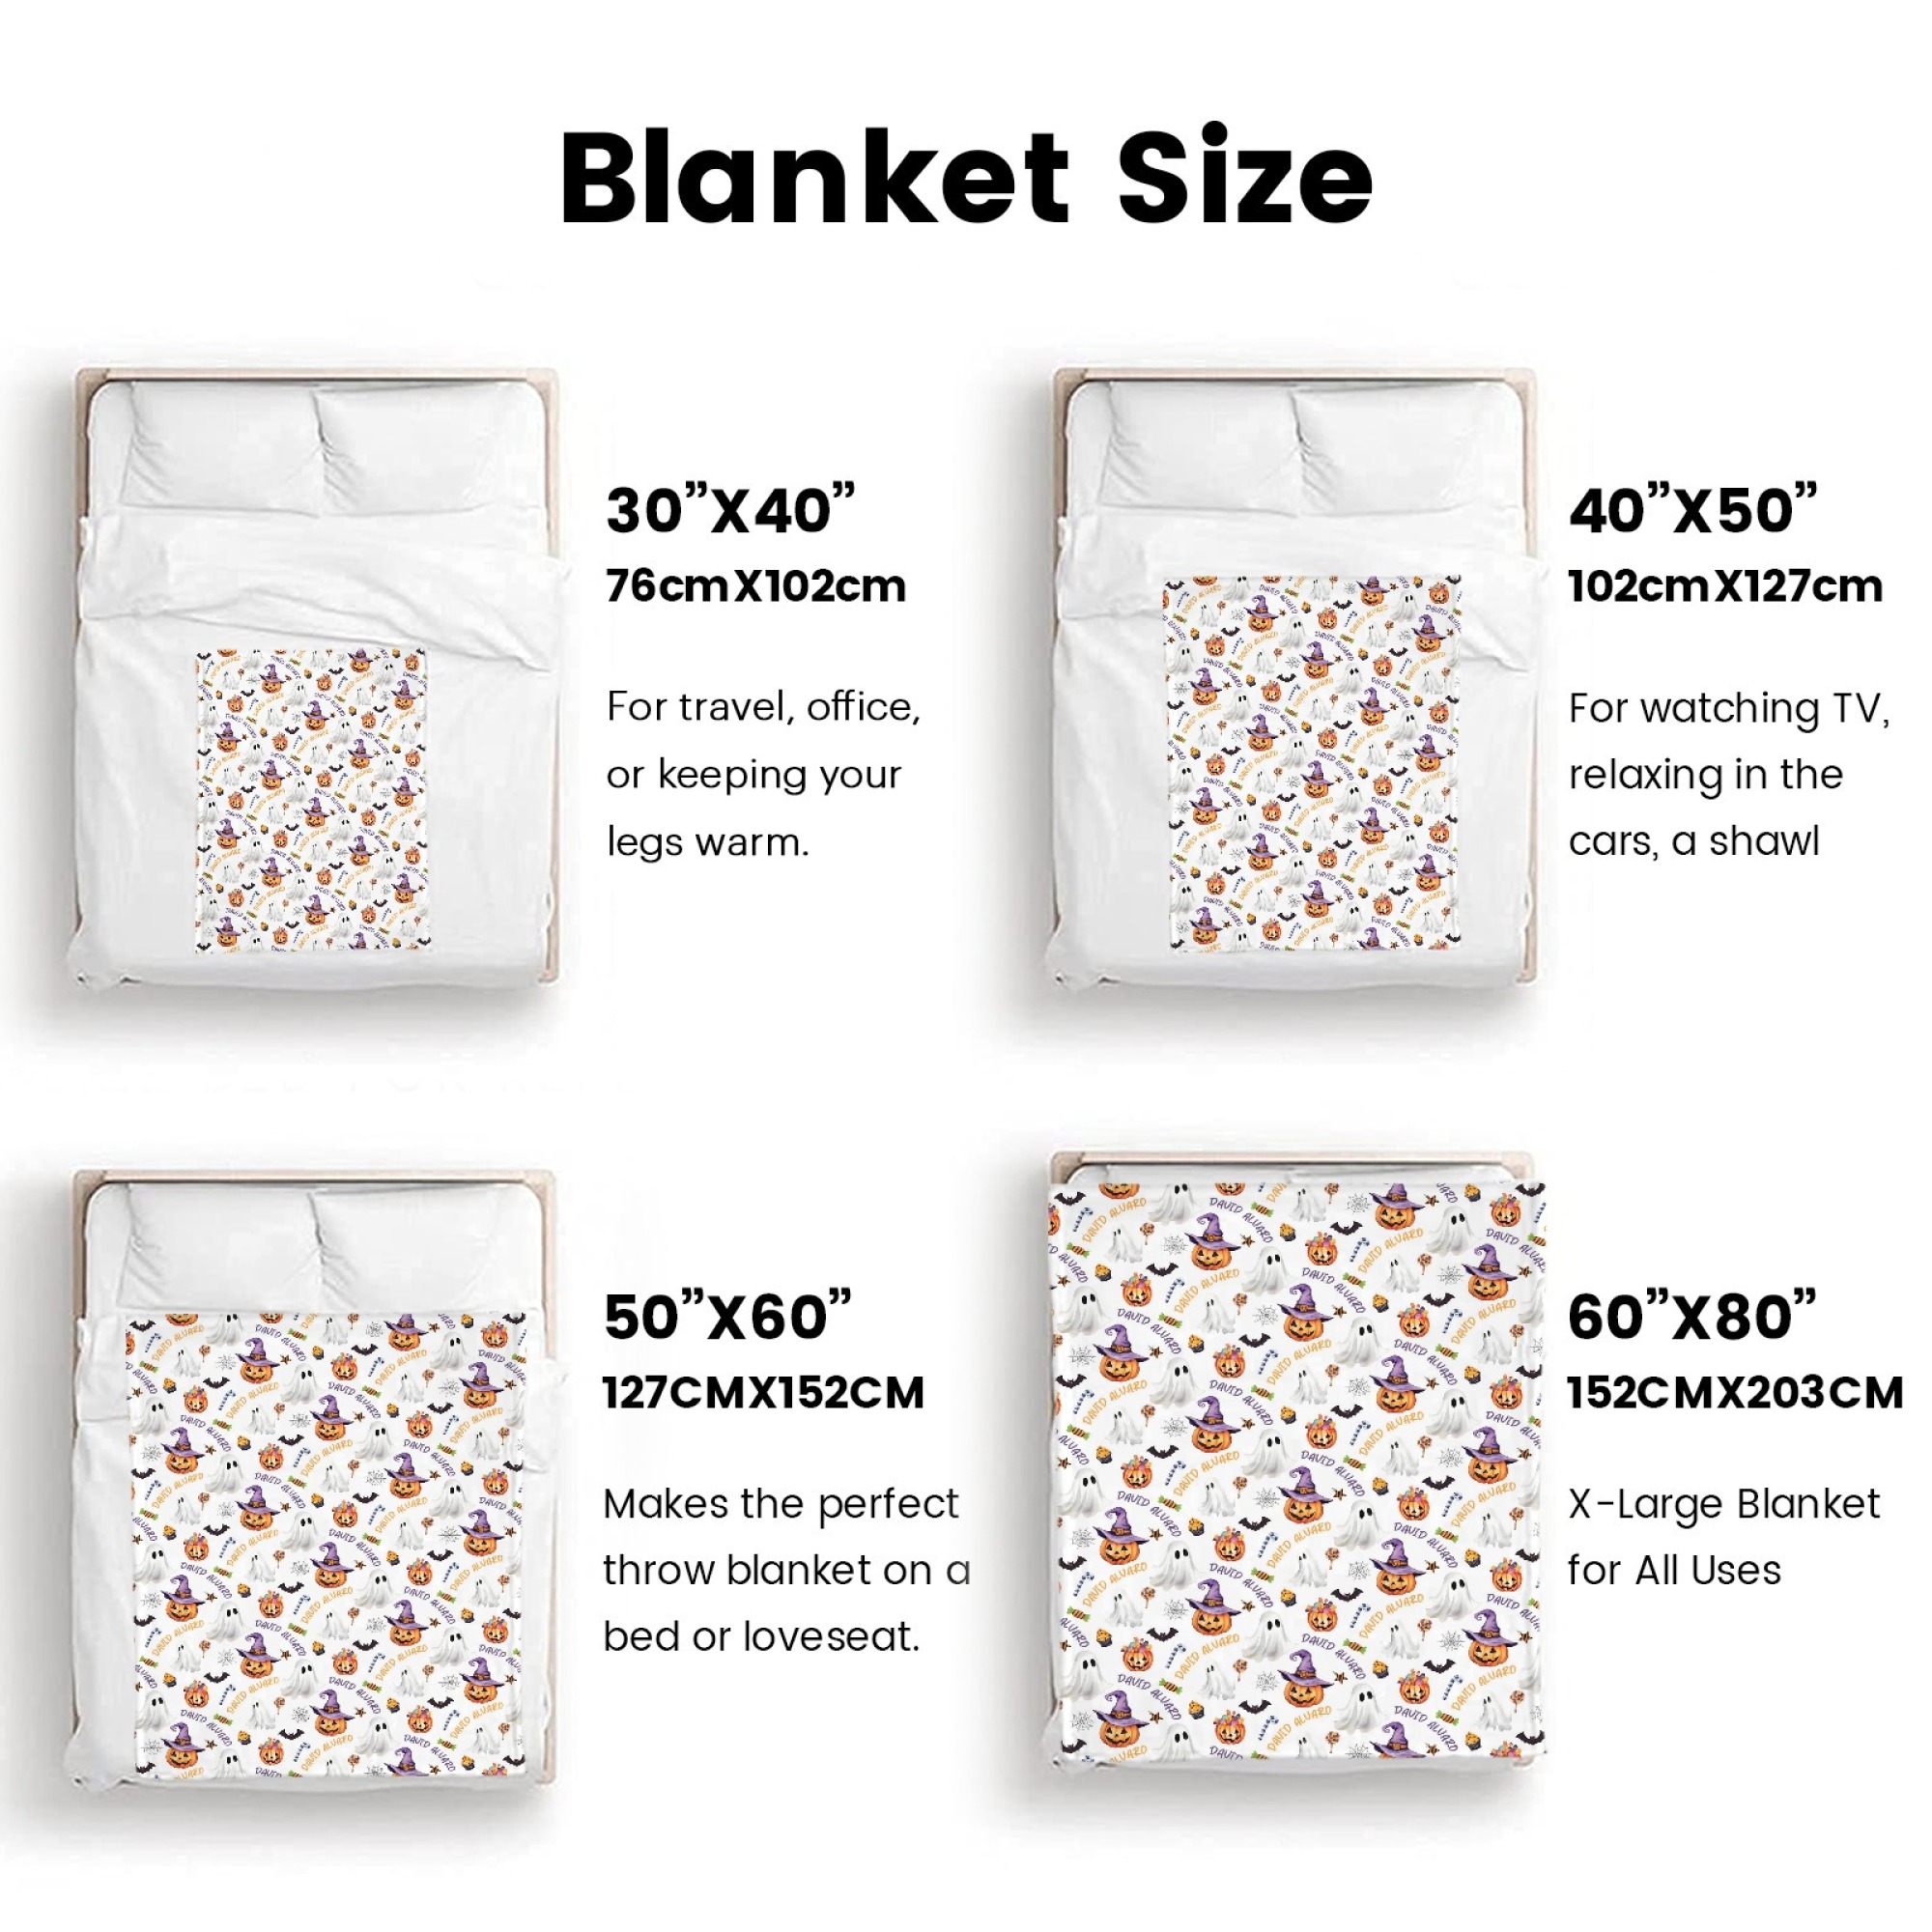 Blanket Size
30”X40”
76cmX102cm
For travel, office,
or keeping your
legs warm.
40”X50”
102cmX127cm
For watching TV,
relaxing in the
cars, a shawl
50”X60”
127CMX152CM
Makes the perfect
throw blanket on a
bed or loveseat.
60”X80”
152CMX203CM
X-Large Blanket
for All Uses
DAVID ALVARO